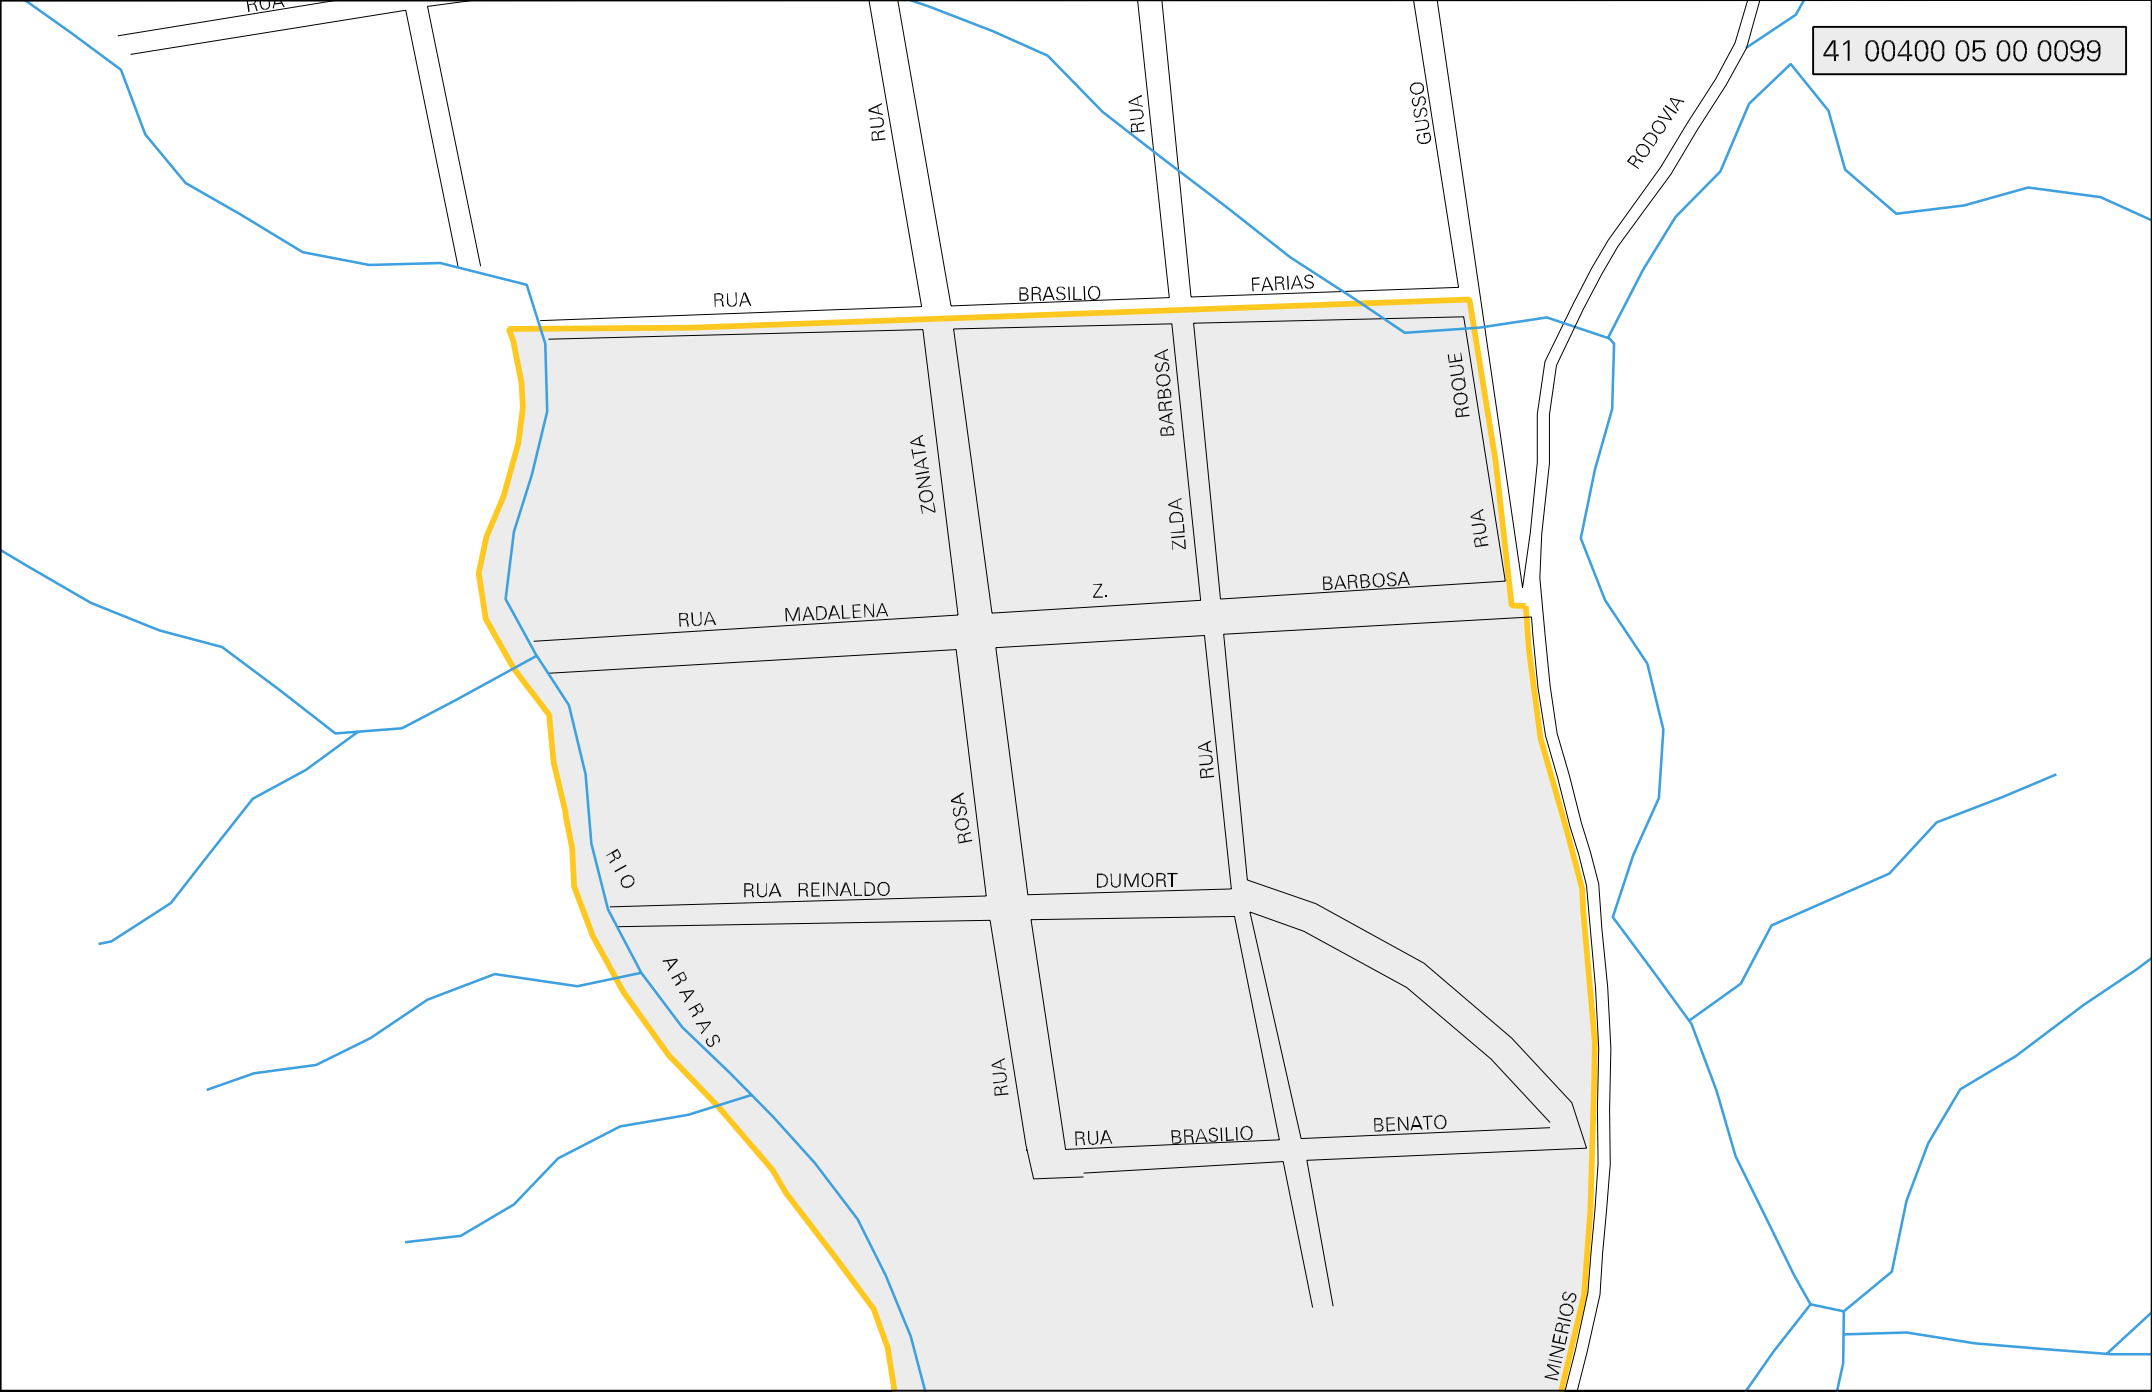 RUA
41 00400 05 00 0099
RUA
RUA
GUSSO
RODOVIA
RUA BRASILIO FARIAS
BARBOSA
ROQUE
ZONIATA
ZILDA
RUA
RUA MADALENA Z. BARBOSA
RUA
ROSA
RIO
RUA REINALDO DUMORT
ARARAS
RUA
RUA BRASILIO BENATO
MINERIOS